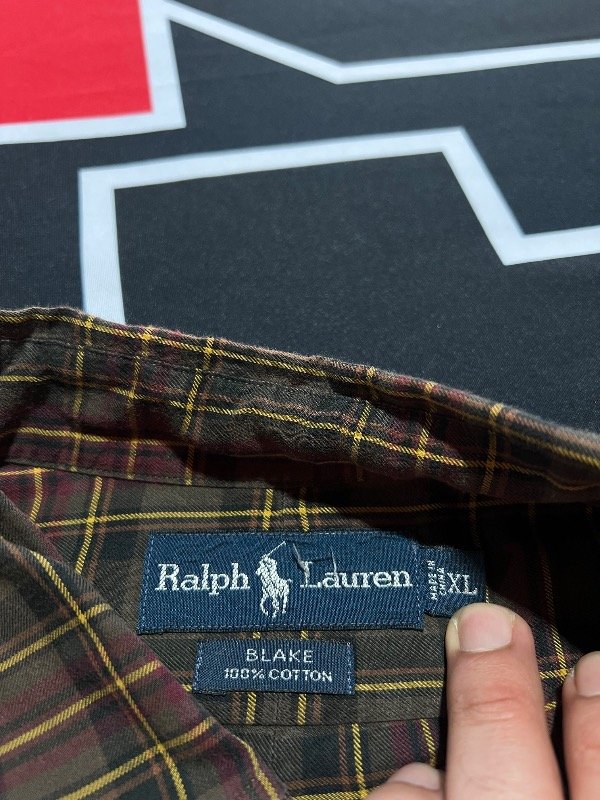 Ralph Lauren
MADE IN
CHINA
XL
BLAKE
100% COTTON